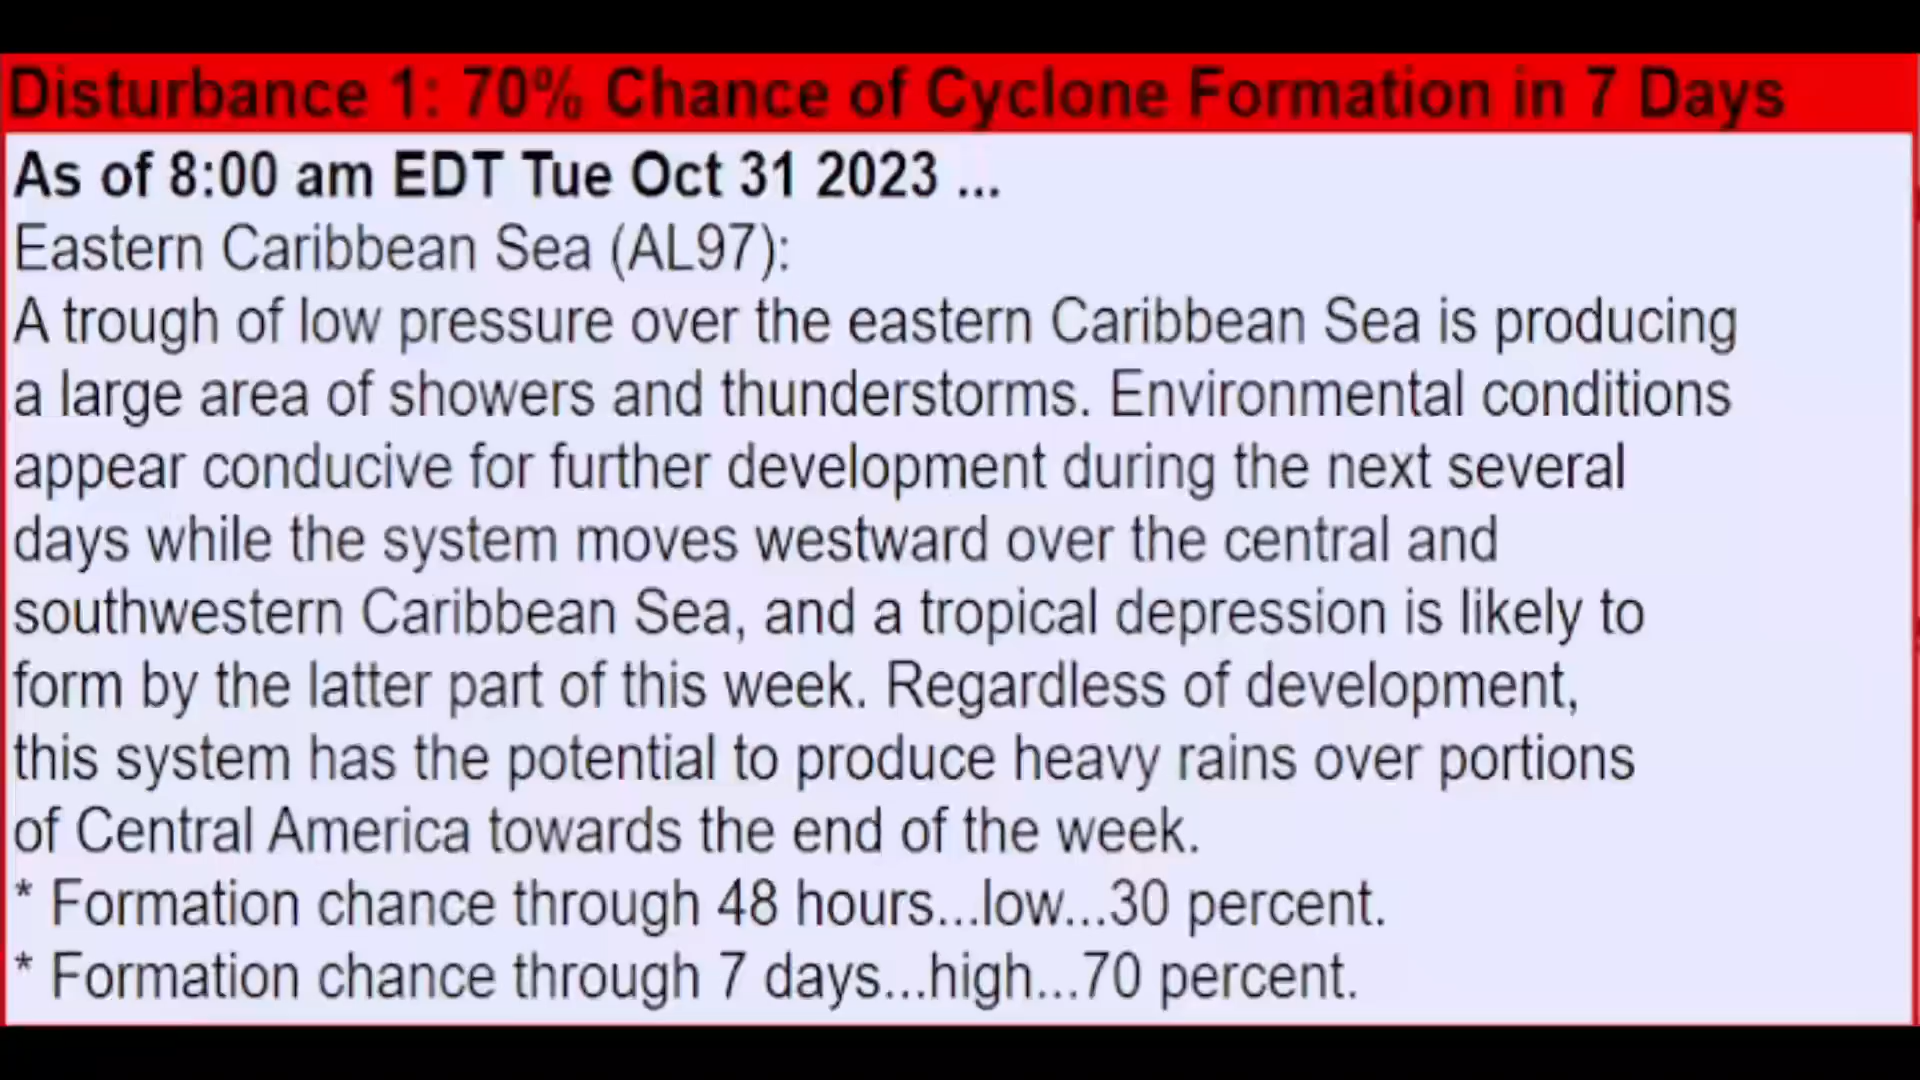 Disturbance 1: 70% Chance of Cyclone Formation in 7 Days
As of 8:00 am EDT Tue Oct 31 2023 ...
Eastern Caribbean Sea (AL97):
A trough of low pressure over the eastern Caribbean Sea is producing
a large area of showers and thunderstorms. Environmental conditions
appear conducive for further development during the next several
days while the system moves westward over the central and
southwestern Caribbean Sea, and a tropical depression is likely to
form by the latter part of this week. Regardless of development,
this system has the potential to produce heavy rains over portions
of Central America towards the end of the week.
* Formation chance through 48 hours...low...30 percent.
* Formation chance through 7 days...high...70 percent.